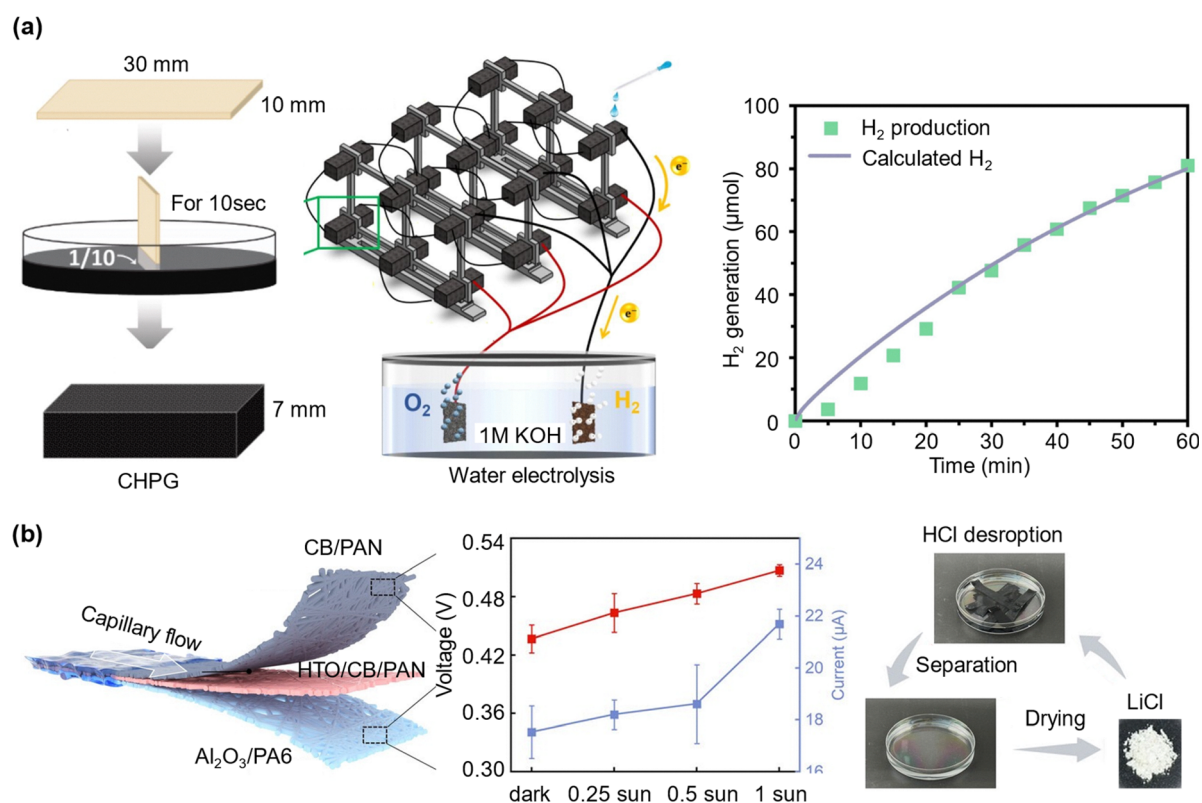 (a)
30 mm
10 mm
For 10sec
1/10
7 mm
CHPG
e⁻
e⁻
O₂
H₂
1M KOH
Water electrolysis
H₂ generation (μmol)
100
80
60
40
20
0
H₂ production
Calculated H₂
0 10 20 30 40 50 60
Time (min)
(b)
CB/PAN
Capillary flow
HTO/CB/PAN
Al₂O₃/PA6
Voltage (V)
0.54
0.48
0.42
0.36
0.30
dark 0.25 sun 0.5 sun 1 sun
24
22
20
18
16
Current (μA)
HCl desroption
Separation
Drying
LiCl